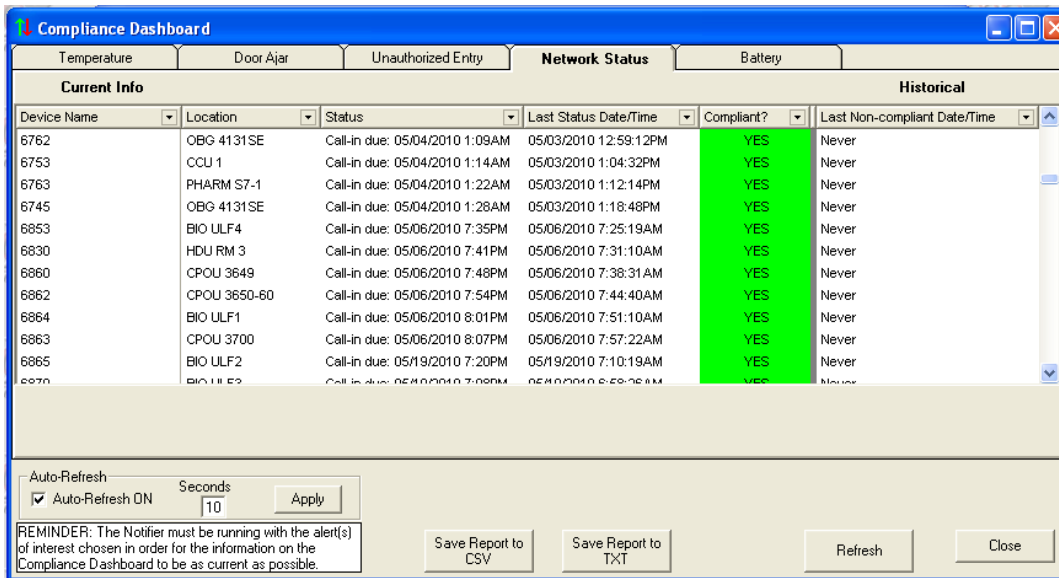 Compliance Dashboard
Temperature Door Ajar Unauthorized Entry Network Status Battery
Current Info Historical
Device Name Location Status Last Status Date/Time Compliant? Last Non-compliant Date/Time
6762 OBG 4131SE Call-in due: 05/04/2010 1:09AM 05/03/2010 12:59:12PM YES Never
6753 CCU 1 Call-in due: 05/04/2010 1:14AM 05/03/2010 1:04:32PM YES Never
6763 PHARM S7-1 Call-in due: 05/04/2010 1:22AM 05/03/2010 1:12:14PM YES Never
6745 OBG 4131SE Call-in due: 05/04/2010 1:28AM 05/03/2010 1:18:48PM YES Never
6853 BIO ULF4 Call-in due: 05/06/2010 7:35PM 05/06/2010 7:25:19AM YES Never
6830 HDU RM 3 Call-in due: 05/06/2010 7:41PM 05/06/2010 7:31:10AM YES Never
6860 CPOU 3649 Call-in due: 05/06/2010 7:48PM 05/06/2010 7:38:31AM YES Never
6862 CPOU 3650-60 Call-in due: 05/06/2010 7:54PM 05/06/2010 7:44:40AM YES Never
6864 BIO ULF1 Call-in due: 05/06/2010 8:01PM 05/06/2010 7:51:10AM YES Never
6863 CPOU 3700 Call-in due: 05/06/2010 8:07PM 05/06/2010 7:57:22AM YES Never
6865 BIO ULF2 Call-in due: 05/19/2010 7:20PM 05/19/2010 7:10:19AM YES Never
Auto-Refresh
Auto-Refresh ON Seconds 10 Apply
REMINDER: The Notifier must be running with the alert(s)
of interest chosen in order for the information on the
Compliance Dashboard to be as current as possible.
Save Report to
CSV
Save Report to
TXT
Refresh
Close